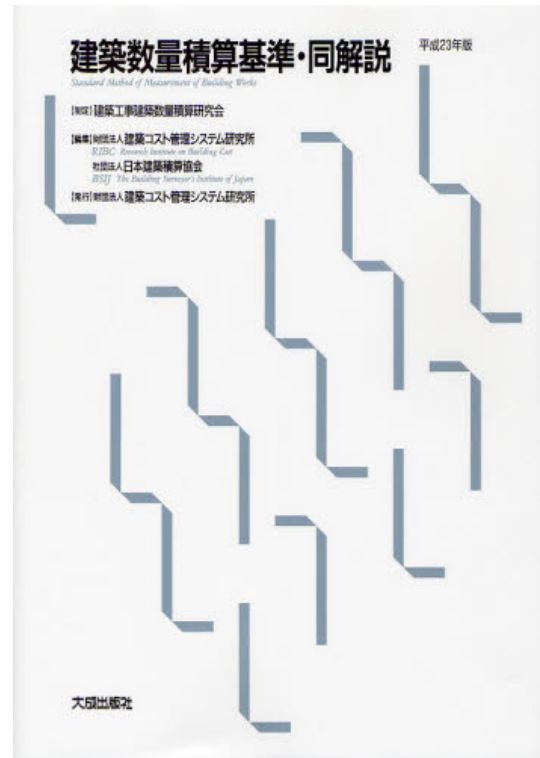 建築数量積算基準・同解説 平成23年版
Standard Method of Measurement of Building Works
【制定】建築工事建築数量積算研究会
【編集】財団法人建築コスト管理システム研究所
RIBC Research Institute on Building Cost
社団法人日本建築積算協会
BSIJ The Building Surveyor's Institute of Japan
【発行】財団法人建築コスト管理システム研究所
大成出版社